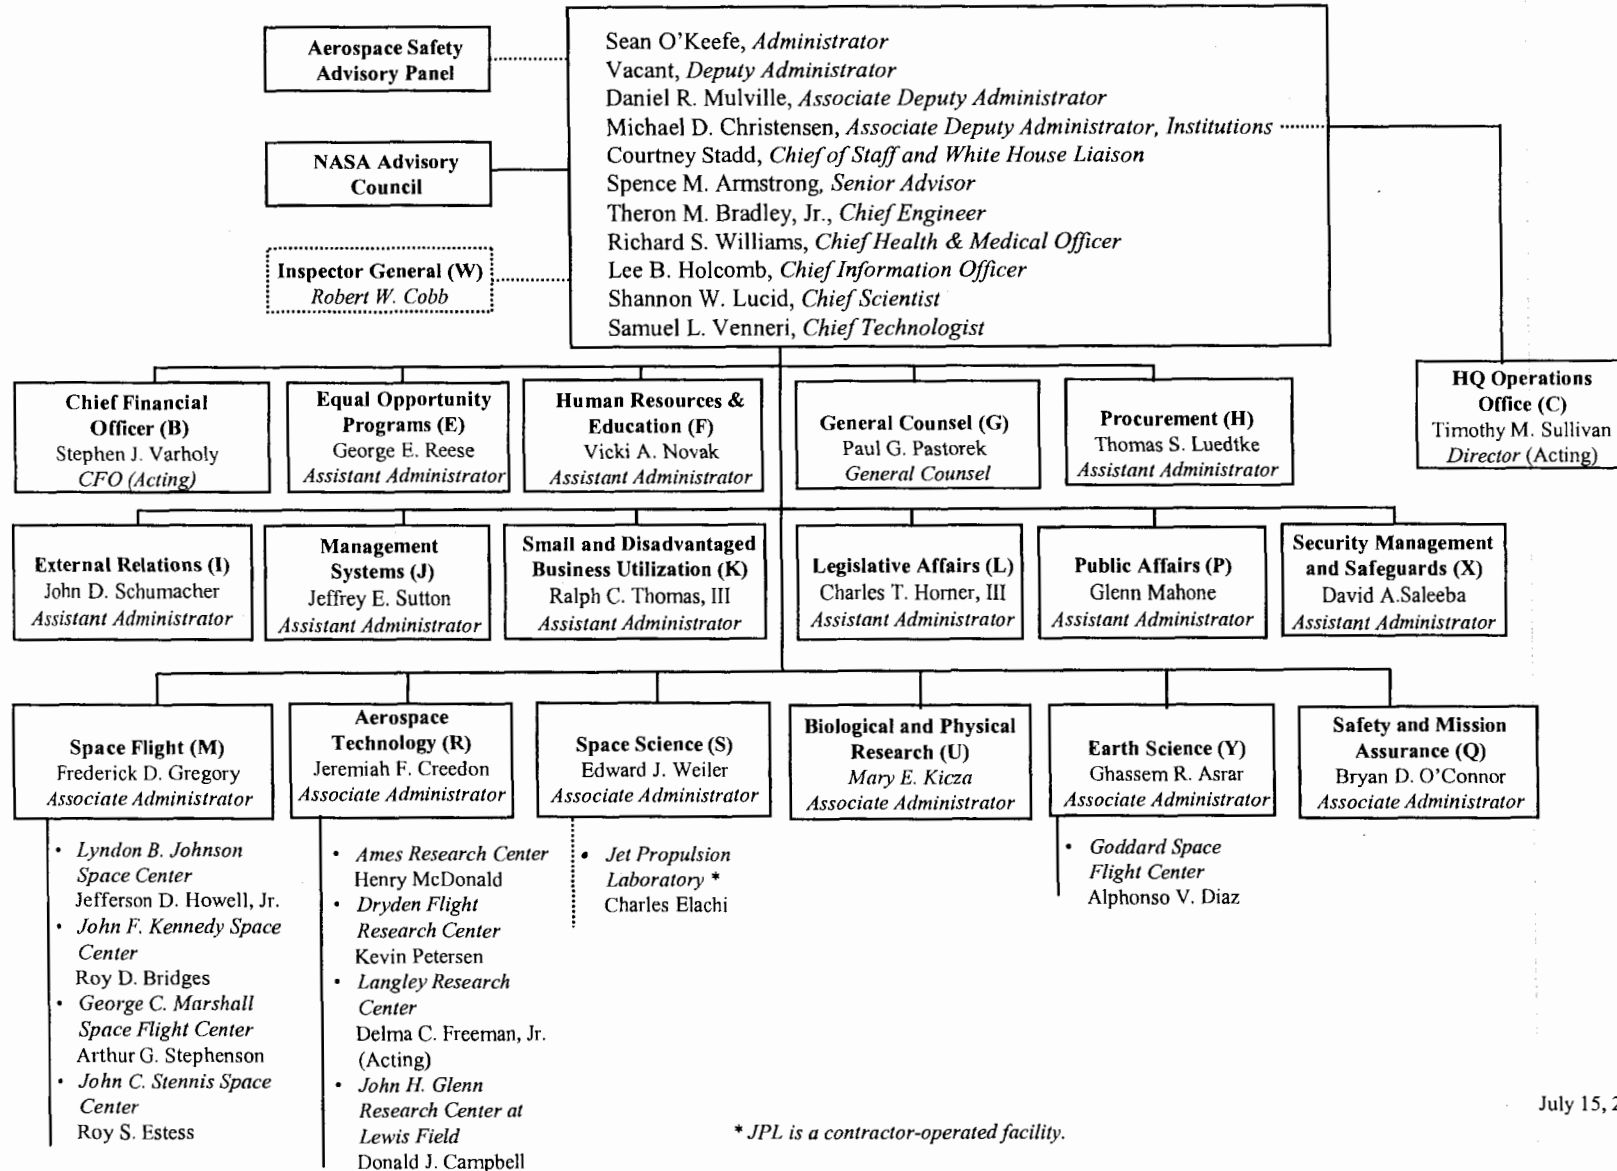 Aerospace Safety
Advisory Panel
NASA Advisory
Council
Inspector General (W)
Robert W. Cobb
Sean O'Keefe, Administrator
Vacant, Deputy Administrator
Daniel R. Mulville, Associate Deputy Administrator
Michael D. Christensen, Associate Deputy Administrator, Institutions
Courtney Stadd, Chief of Staff and White House Liaison
Spence M. Armstrong, Senior Advisor
Theron M. Bradley, Jr., Chief Engineer
Richard S. Williams, Chief Health & Medical Officer
Lee B. Holcomb, Chief Information Officer
Shannon W. Lucid, Chief Scientist
Samuel L. Venneri, Chief Technologist
Chief Financial
Officer (B)
Stephen J. Varholy
CFO (Acting)
Equal Opportunity
Programs (E)
George E. Reese
Assistant Administrator
Human Resources &
Education (F)
Vicki A. Novak
Assistant Administrator
General Counsel (G)
Paul G. Pastorek
General Counsel
Procurement (H)
Thomas S. Luedtke
Assistant Administrator
HQ Operations
Office (C)
Timothy M. Sullivan
Director (Acting)
External Relations (I)
John D. Schumacher
Assistant Administrator
Management
Systems (J)
Jeffrey E. Sutton
Assistant Administrator
Small and Disadvantaged
Business Utilization (K)
Ralph C. Thomas, III
Assistant Administrator
Legislative Affairs (L)
Charles T. Horner, III
Assistant Administrator
Public Affairs (P)
Glenn Mahone
Assistant Administrator
Security Management
and Safeguards (X)
David A.Saleeba
Assistant Administrator
Space Flight (M)
Frederick D. Gregory
Associate Administrator
• Lyndon B. Johnson
Space Center
Jefferson D. Howell, Jr.
• John F. Kennedy Space
Center
Roy D. Bridges
• George C. Marshall
Space Flight Center
Arthur G. Stephenson
• John C. Stennis Space
Center
Roy S. Estess
Aerospace
Technology (R)
Jeremiah F. Creedon
Associate Administrator
• Ames Research Center
Henry McDonald
• Dryden Flight
Research Center
Kevin Petersen
• Langley Research
Center
Delma C. Freeman, Jr.
(Acting)
• John H. Glenn
Research Center at
Lewis Field
Donald J. Campbell
Space Science (S)
Edward J. Weiler
Associate Administrator
• Jet Propulsion
Laboratory *
Charles Elachi
Biological and Physical
Research (U)
Mary E. Kicza
Associate Administrator
Earth Science (Y)
Ghassem R. Asrar
Associate Administrator
• Goddard Space
Flight Center
Alphonso V. Diaz
Safety and Mission
Assurance (Q)
Bryan D. O'Connor
Associate Administrator
* JPL is a contractor-operated facility.
July 15, 2